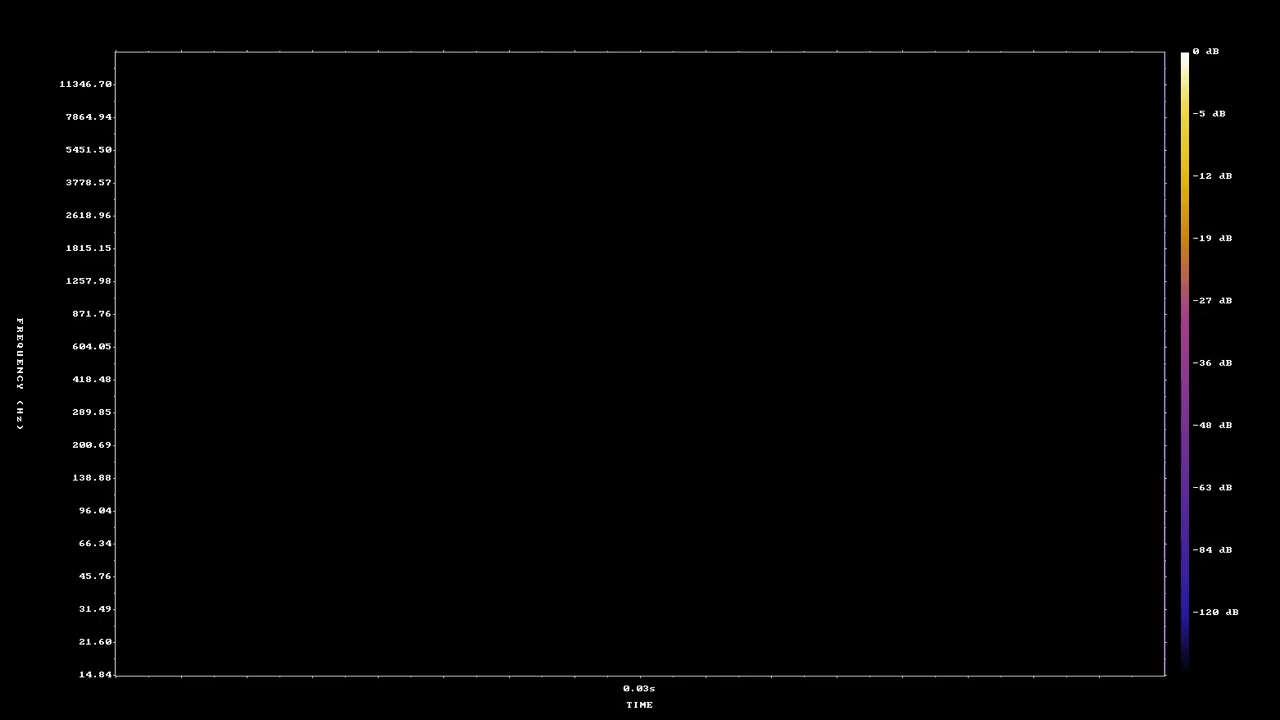 0 dB
11346.70
-5 dB
7864.94
5451.50
-12 dB
3778.57
2618.96
-19 dB
1815.15
1257.98
-27 dB
871.76
604.05
-36 dB
418.48
289.85
-48 dB
200.69
138.88
-63 dB
96.04
66.34
-84 dB
45.76
31.49
-120 dB
21.60
14.84
FREQUENCY (Hz)
0.03s
TIME